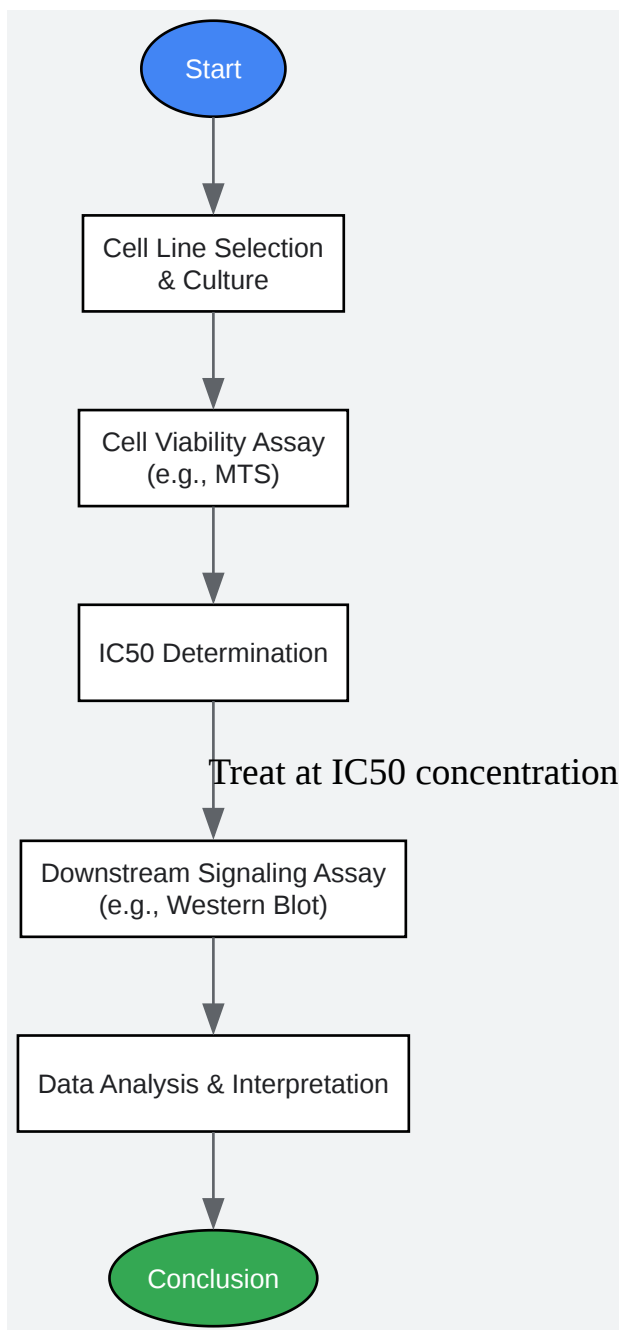 Start
Cell Line Selection
& Culture
Cell Viability Assay
(e.g., MTS)
IC50 Determination
Treat at IC50 concentration
Downstream Signaling Assay
(e.g., Western Blot)
Data Analysis & Interpretation
Conclusion